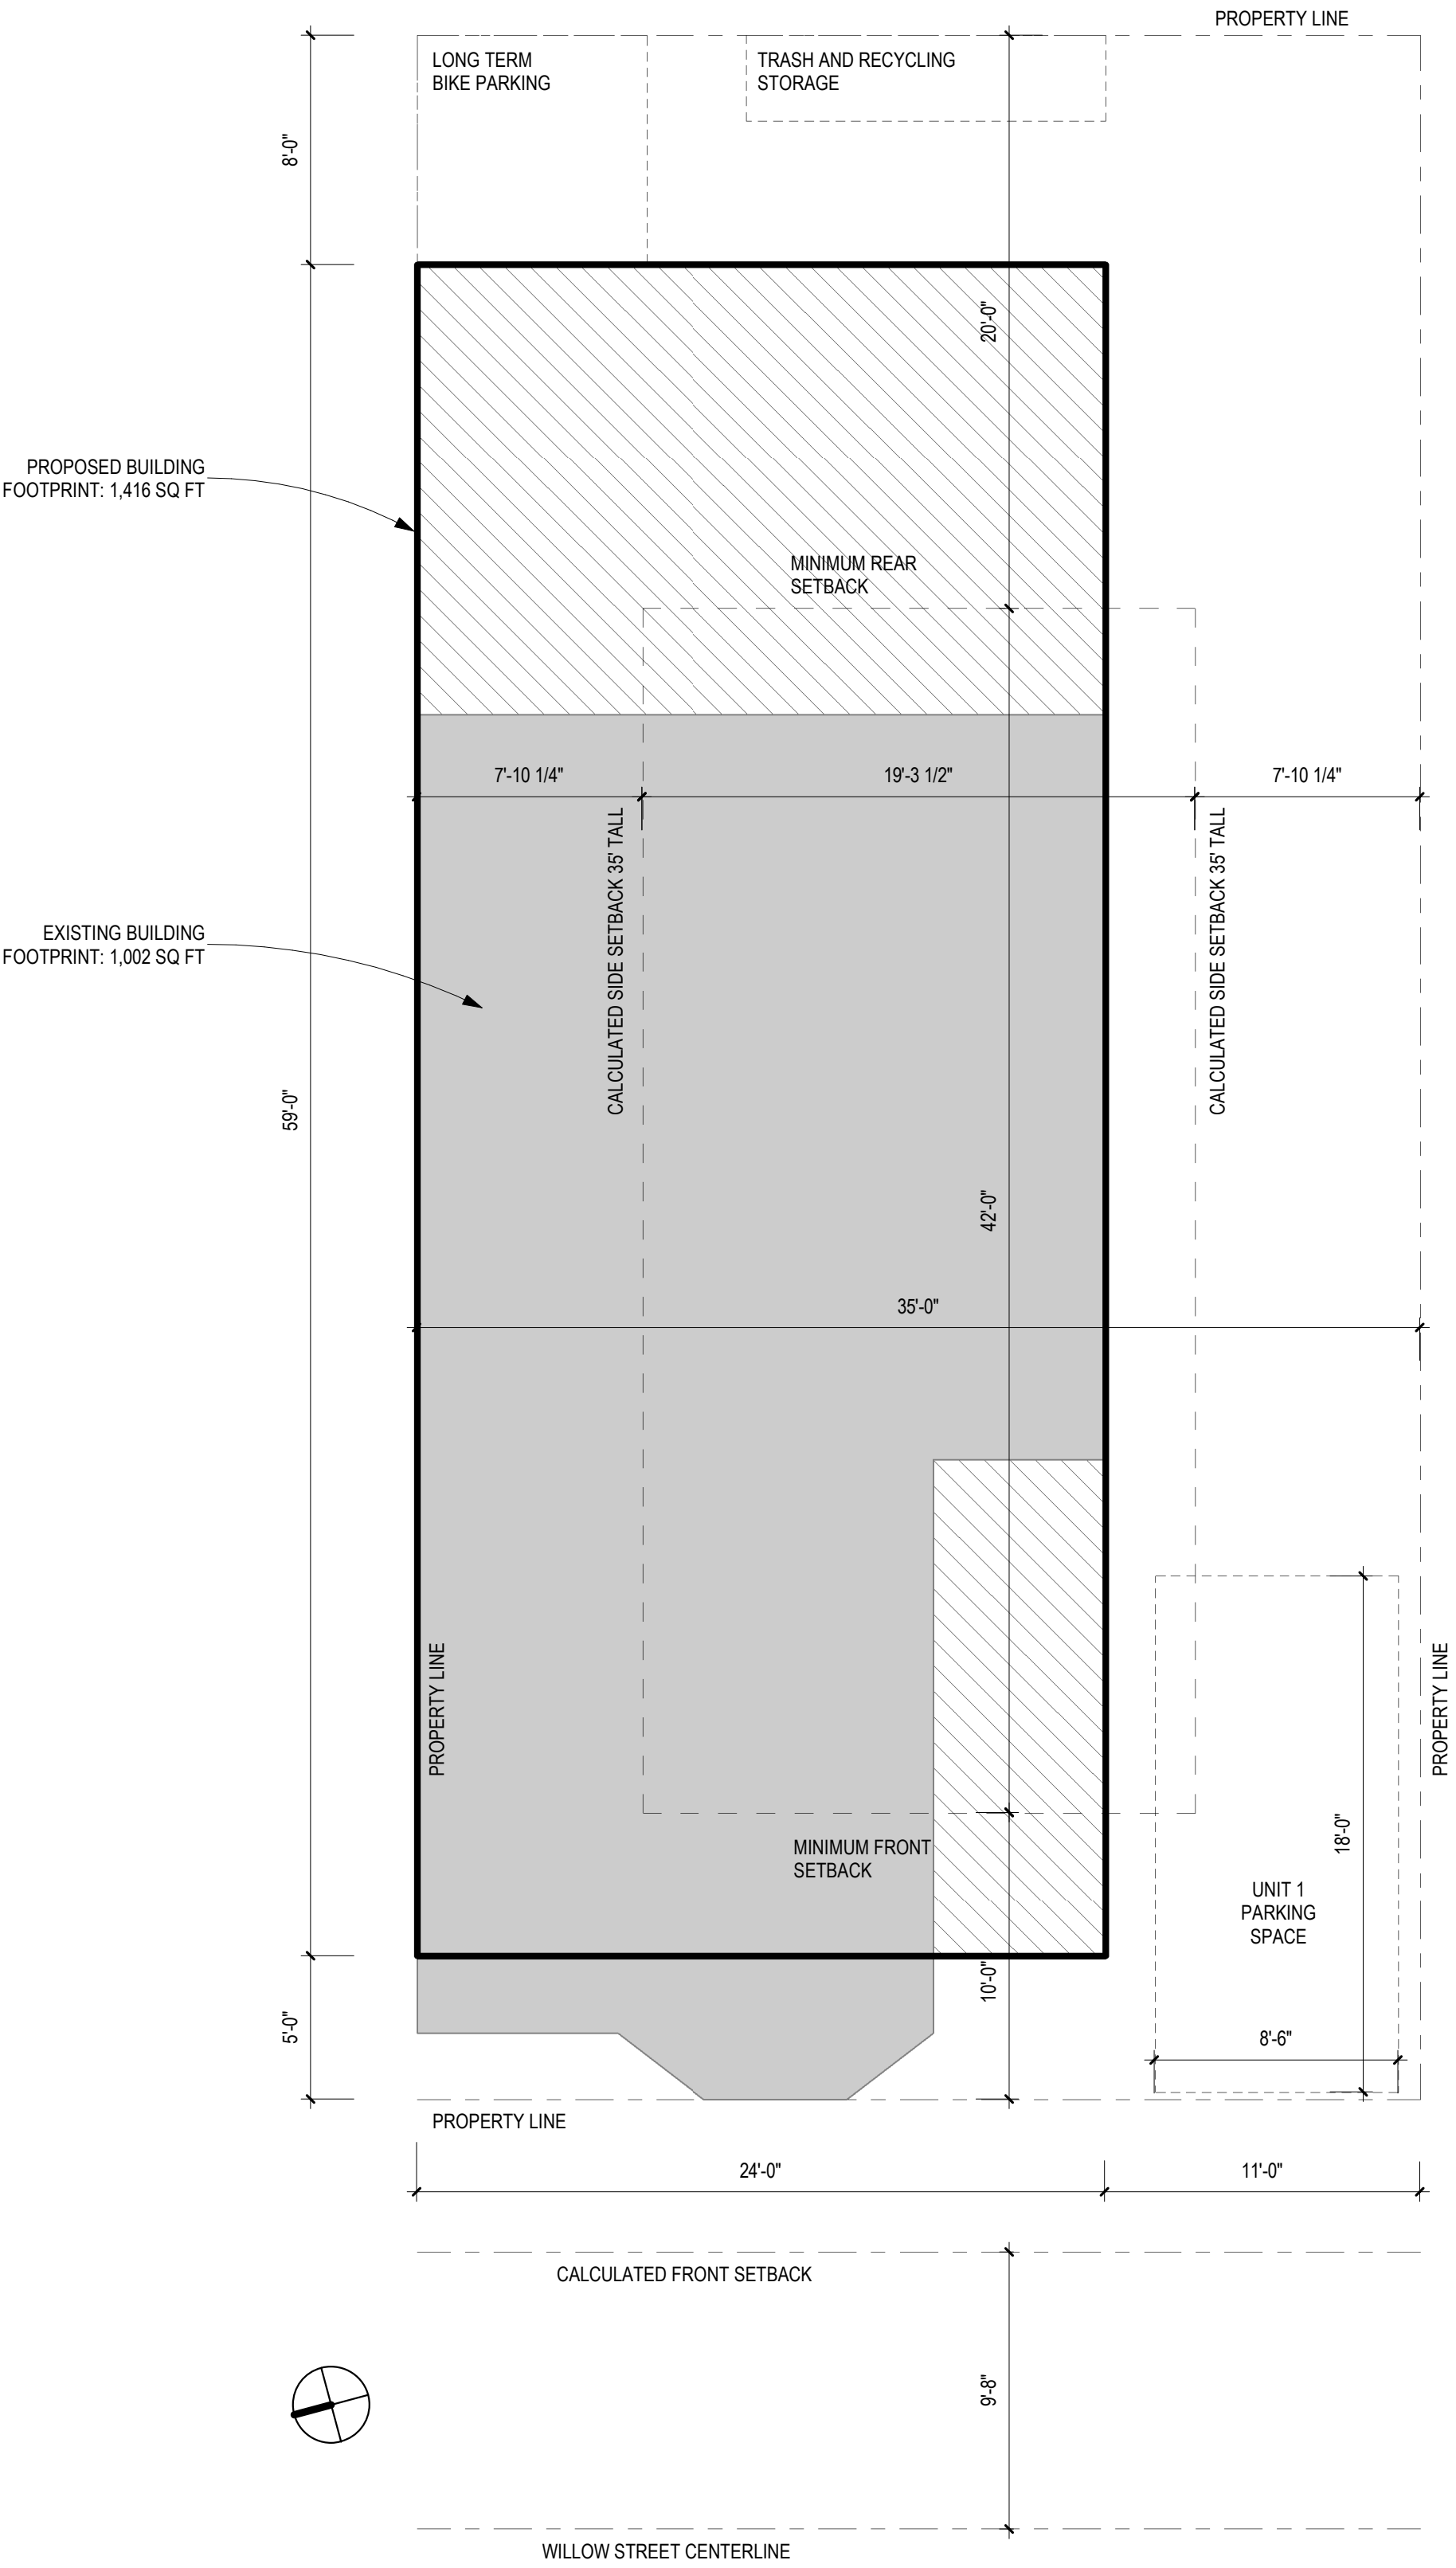 PROPERTY LINE
LONG TERM
BIKE PARKING
TRASH AND RECYCLING
STORAGE
8'-0"
20'-0"
PROPOSED BUILDING
FOOTPRINT: 1,416 SQ FT
MINIMUM REAR
SETBACK
7'-10 1/4"
19'-3 1/2"
7'-10 1/4"
CALCULATED SIDE SETBACK 35' TALL
CALCULATED SIDE SETBACK 35' TALL
EXISTING BUILDING
FOOTPRINT: 1,002 SQ FT
59'-0"
42'-0"
35'-0"
PROPERTY LINE
PROPERTY LINE
18'-0"
MINIMUM FRONT
SETBACK
UNIT 1
PARKING
SPACE
10'-0"
5'-0"
8'-6"
PROPERTY LINE
24'-0"
11'-0"
CALCULATED FRONT SETBACK
9'-8"
WILLOW STREET CENTERLINE